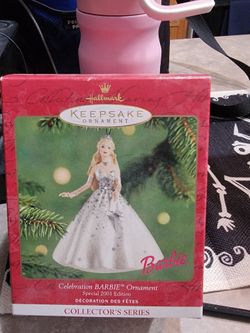 Hallmark
KEEPSAKE
ORNAMENT
Barbie
Celebration BARBIE™ Ornament
Special 2001 Edition
DÉCORATION DES FÊTES
COLLECTOR'S SERIES